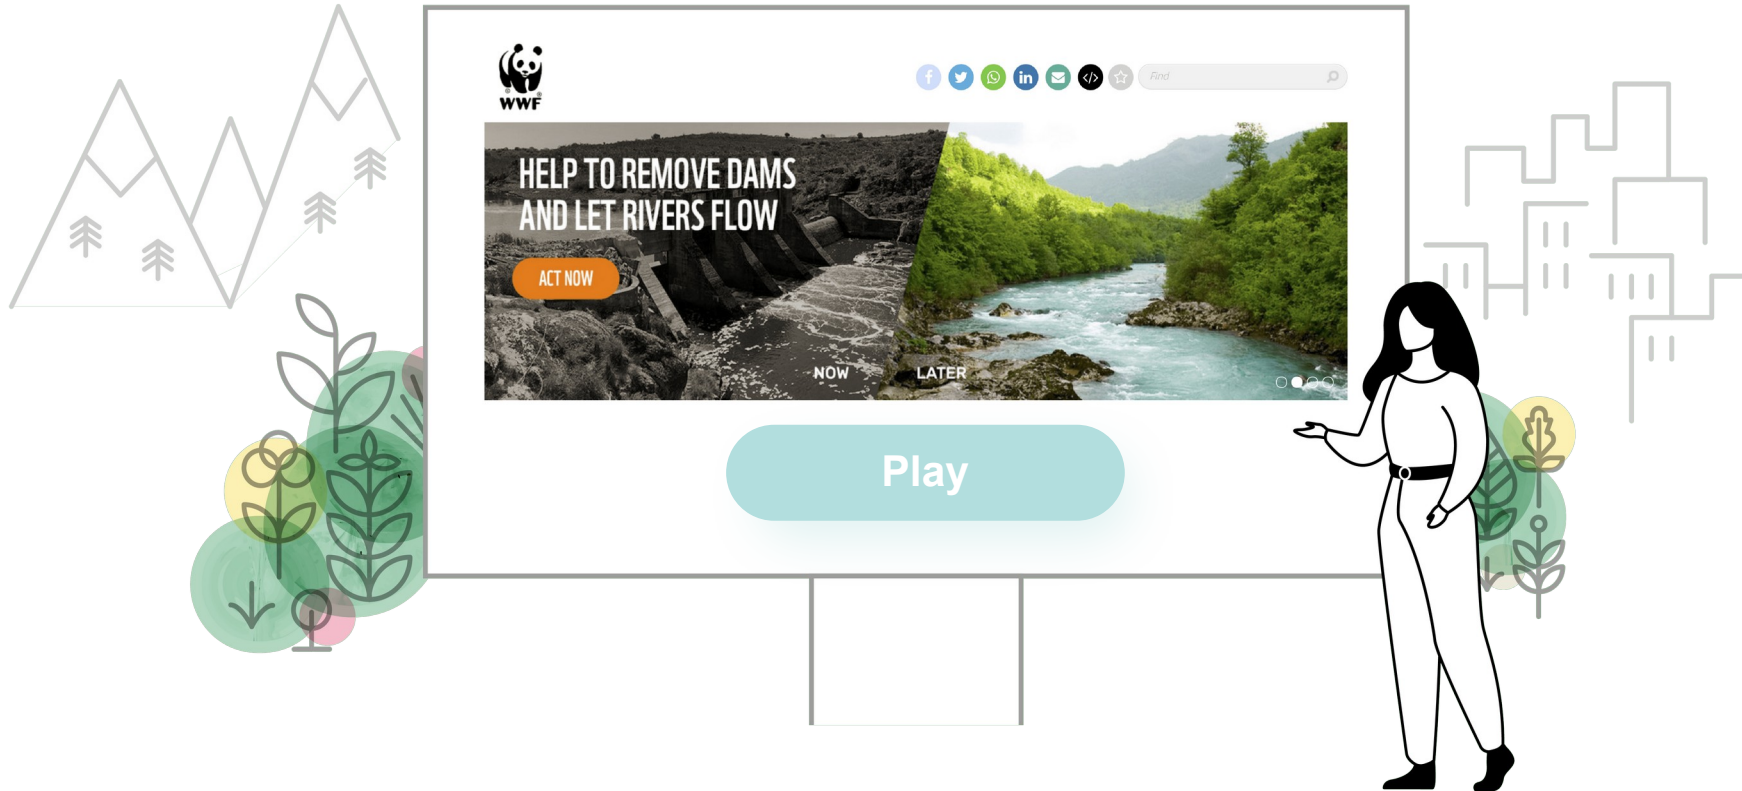 WWF
Find
HELP TO REMOVE DAMS
AND LET RIVERS FLOW
ACT NOW
NOW LATER
Play